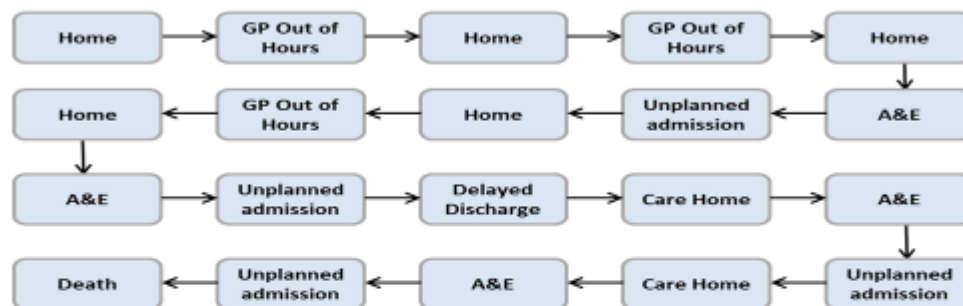 Home
GP Out of
Hours
Home
GP Out of
Hours
Home
A&E
Unplanned
admission
Home
GP Out of
Hours
Home
A&E
Unplanned
admission
Delayed
Discharge
Care Home
A&E
Unplanned
admission
Care Home
A&E
Unplanned
admission
Death